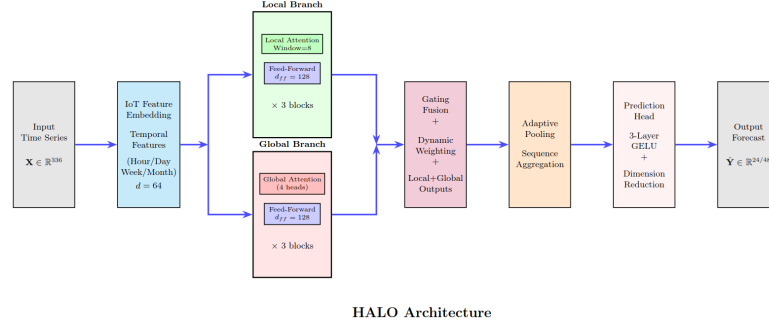 Input
Time Series
X ∈ ℝ³³⁶
IoT Feature
Embedding
Temporal
Features
(Hour/Day
Week/Month)
d = 64
Local Branch
Local Attention
Window=8
Feed-Forward
d_ff = 128
× 3 blocks
Global Branch
Global Attention
(4 heads)
Feed-Forward
d_ff = 128
× 3 blocks
Gating
Fusion
+
Dynamic
Weighting
+
Local+Global
Outputs
Adaptive
Pooling
Sequence
Aggregation
Prediction
Head
3-Layer
GELU
+
Dimension
Reduction
Output
Forecast
Ŷ ∈ ℝ²⁴/⁴⁸
HALO Architecture